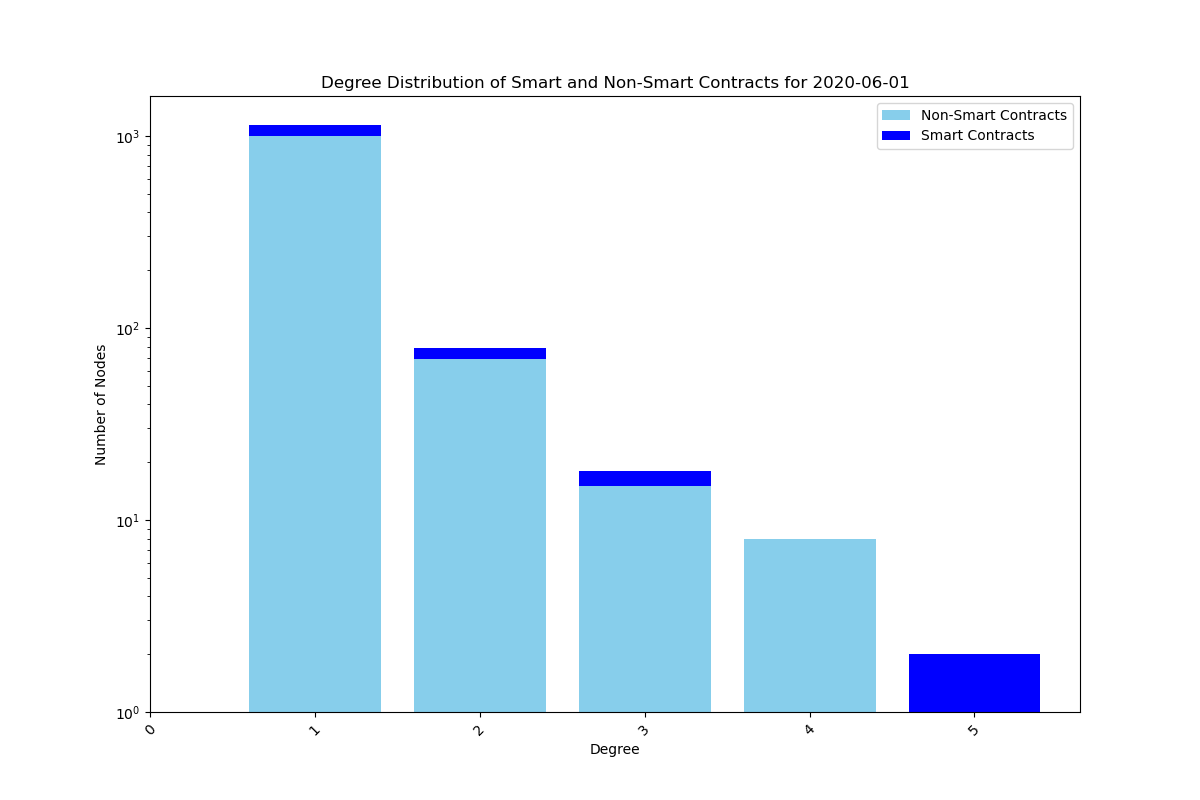 Degree Distribution of Smart and Non-Smart Contracts for 2020-06-01
Non-Smart Contracts
Smart Contracts
Number of Nodes
10³
10²
10¹
10⁰
0 1 2 3 4 5
Degree